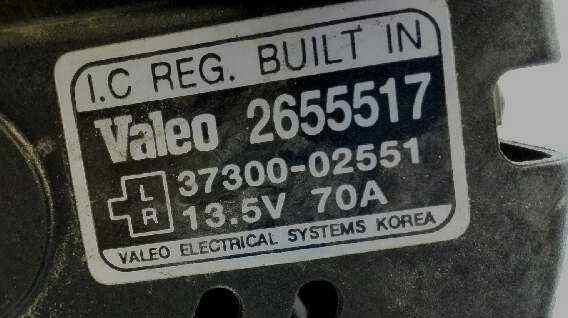 I.C REG. BUILT IN
Valeo 2655517
L 37300-02551
R 13.5V 70A
VALEO ELECTRICAL SYSTEMS KOREA